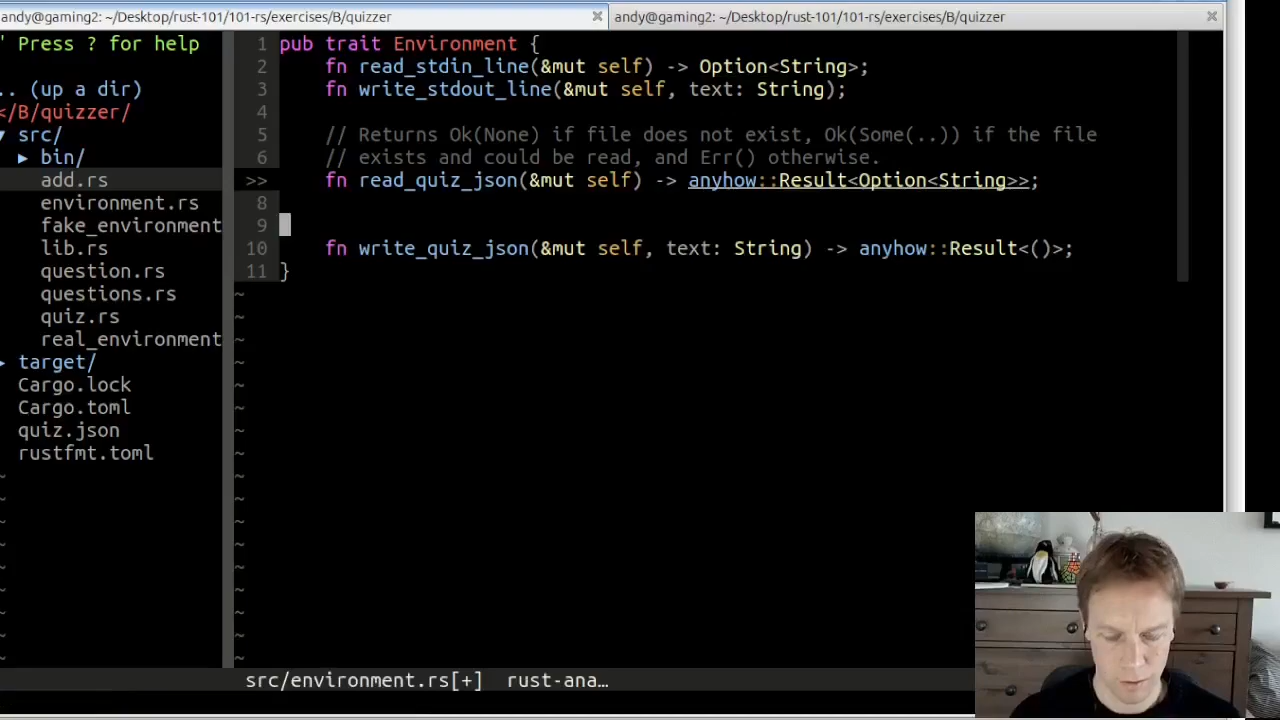 andy@gaming2: ~/Desktop/rust-101/101-rs/exercises/B/quizzer
andy@gaming2: ~/Desktop/rust-101/101-rs/exercises/B/quizzer
" Press ? for help
.. (up a dir)
</B/quizzer/
▼ src/
▶ bin/
add.rs
environment.rs
fake_environment
lib.rs
question.rs
questions.rs
quiz.rs
real_environment
▸ target/
Cargo.lock
Cargo.toml
quiz.json
rustfmt.toml
1 pub trait Environment {
2 fn read_stdin_line(&mut self) -> Option<String>;
3 fn write_stdout_line(&mut self, text: String);
4
5 // Returns Ok(None) if file does not exist, Ok(Some(..)) if the file
6 // exists and could be read, and Err() otherwise.
>> fn read_quiz_json(&mut self) -> anyhow::Result<Option<String>>;
8
9
10 fn write_quiz_json(&mut self, text: String) -> anyhow::Result<()>;
11 }
src/environment.rs[+] rust-ana…